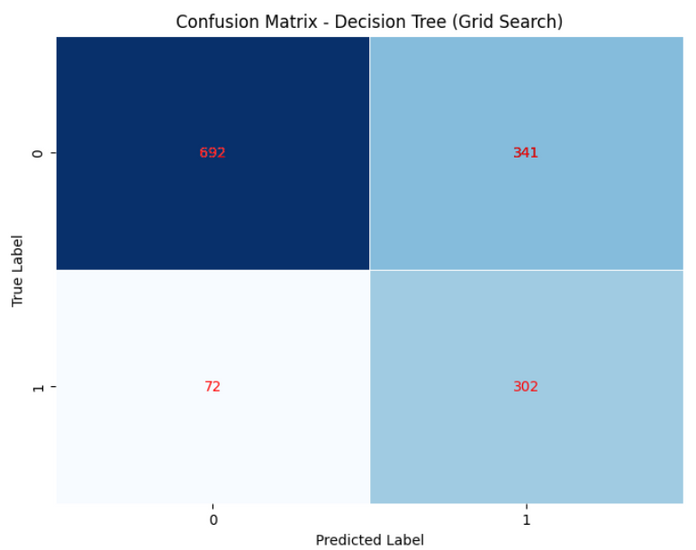 Confusion Matrix - Decision Tree (Grid Search)
True Label
0
692
341
1
72
302
0
1
Predicted Label